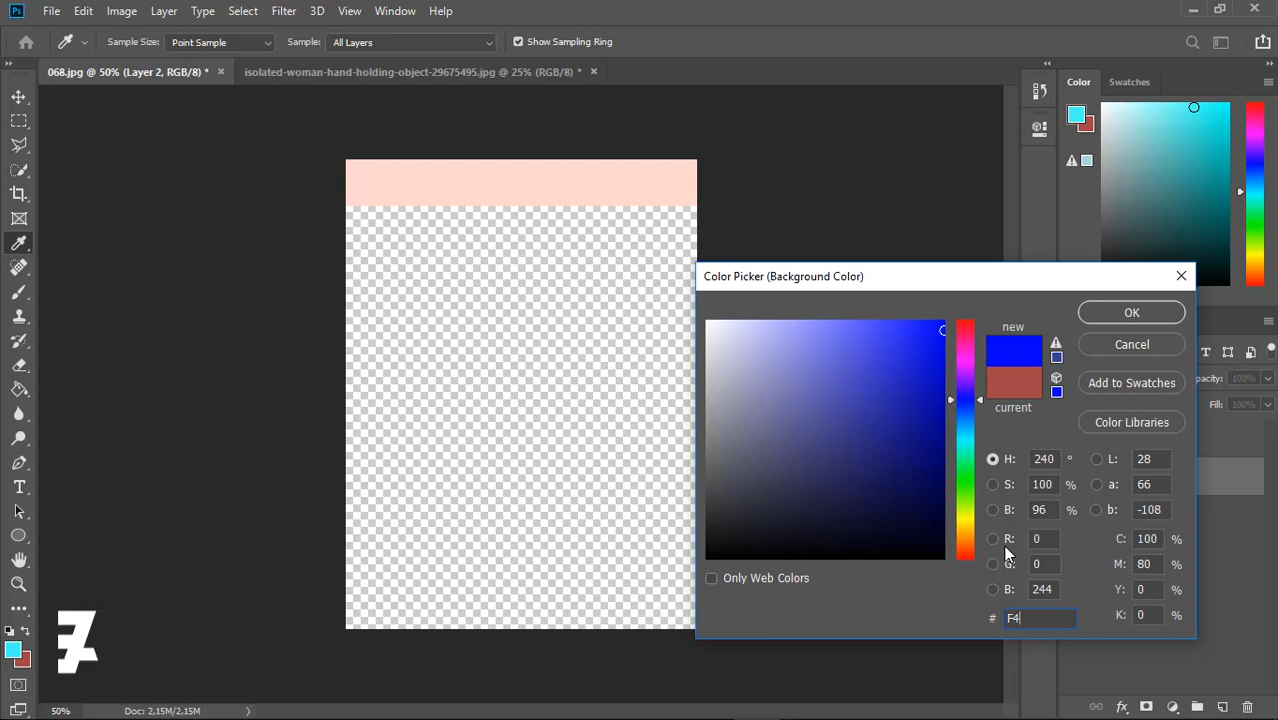 Ps File Edit Image Layer Type Select Filter 3D View Window Help
Sample Size: Point Sample Sample: All Layers Show Sampling Ring
068.jpg @ 50% (Layer 2, RGB/8) * × isolated-woman-hand-holding-object-29675495.jpg @ 25% (RGB/8) * ×
Color Swatches
Color Picker (Background Color)
new
OK
Cancel
current
Add to Swatches
Color Libraries
H: 240 ° L: 28
S: 100 % a: 66
B: 96 % b: -108
R: 0 C: 100 %
G: 0 M: 80 %
B: 244 Y: 0 %
# F4 K: 0 %
Only Web Colors
Opacity: 100%
Fill: 100%
50% Doc: 2,15M/2,15M
fx